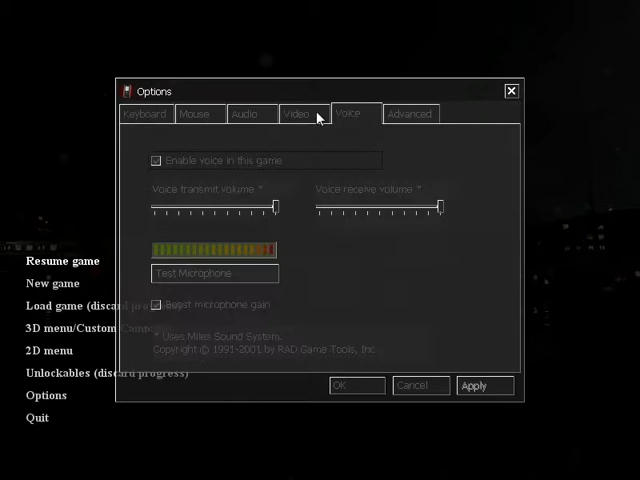 Options
Keyboard Mouse Audio Video Voice Advanced
Enable voice in this game
Voice transmit volume * Voice receive volume *
Test Microphone
Boost microphone gain
* Uses Miles Sound System.
Copyright © 1991-2001 by RAD Game Tools, Inc.
OK Cancel Apply
Resume game
New game
Load game (discard progress)
3D menu/Custom
2D menu
Unlockables (discard progress)
Options
Quit